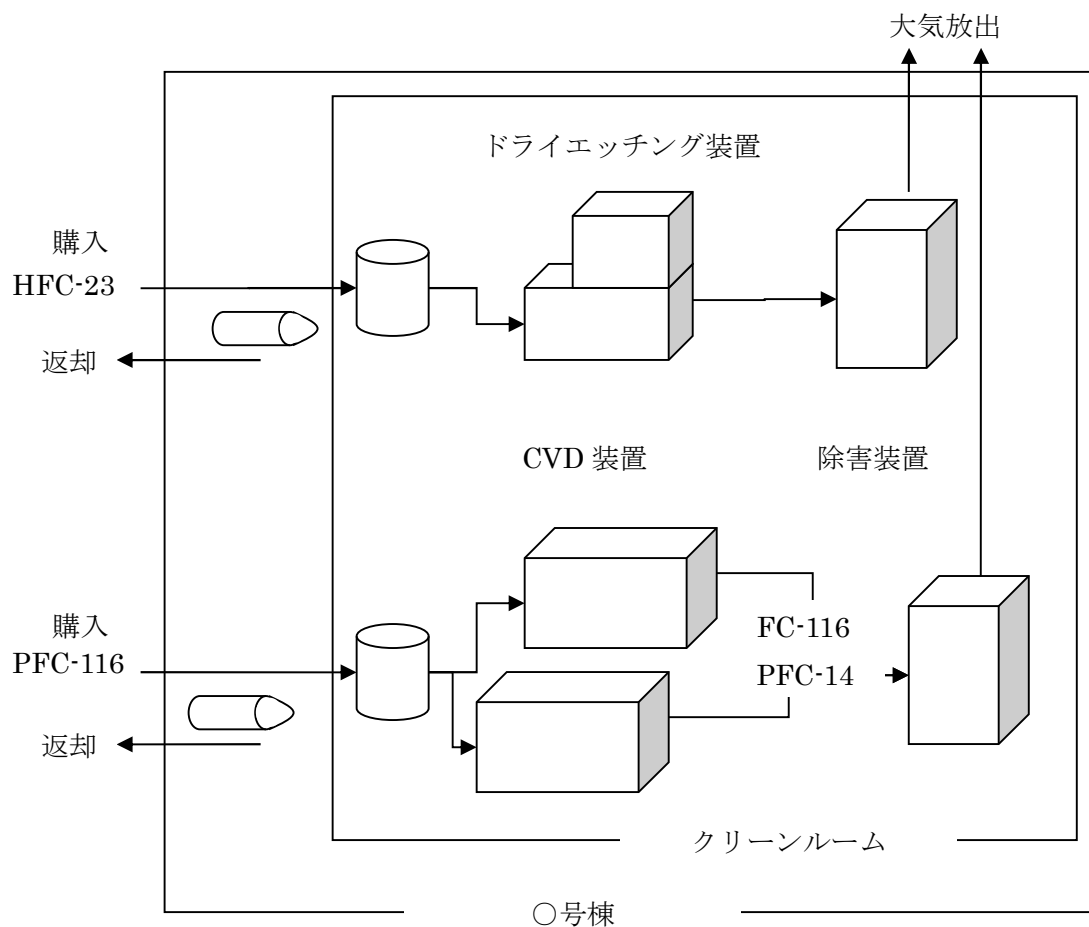 大気放出
ドライエッチング装置
購入
HFC-23
返却
CVD 装置
除害装置
購入
PFC-116
FC-116
PFC-14
返却
クリーンルーム
○号棟